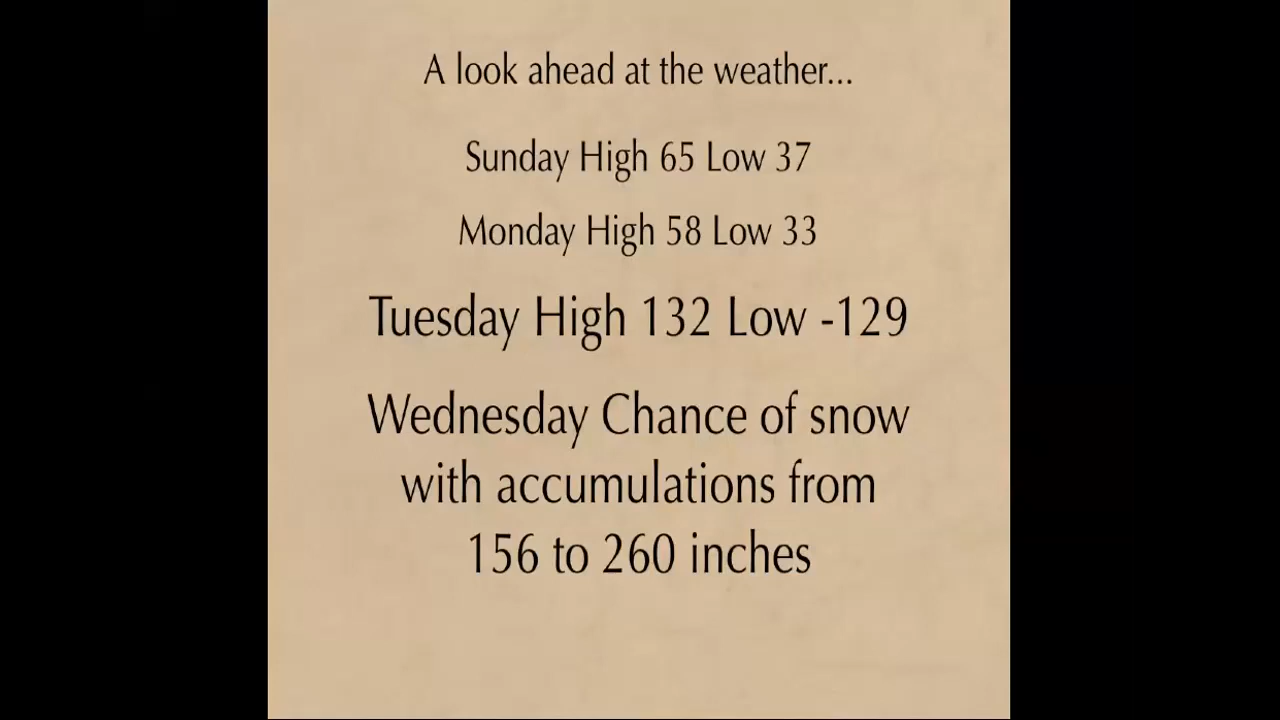 A look ahead at the weather...
Sunday High 65 Low 37
Monday High 58 Low 33
Tuesday High 132 Low -129
Wednesday Chance of snow
with accumulations from
156 to 260 inches